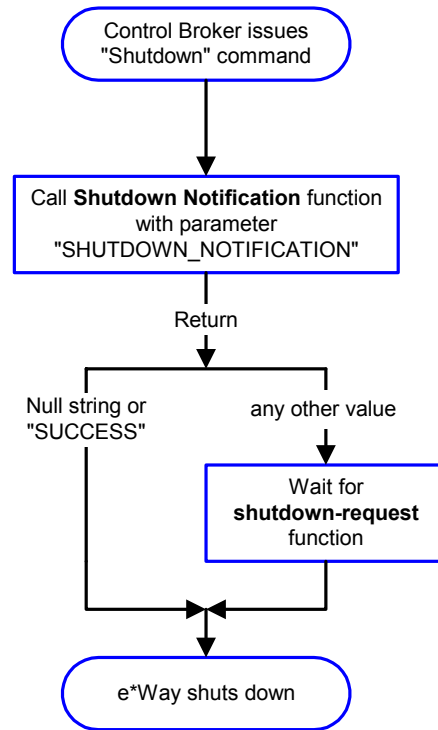 Control Broker issues
"Shutdown" command
Call Shutdown Notification function
with parameter
"SHUTDOWN_NOTIFICATION"
Return
Null string or
"SUCCESS"
any other value
Wait for
shutdown-request
function
e*Way shuts down